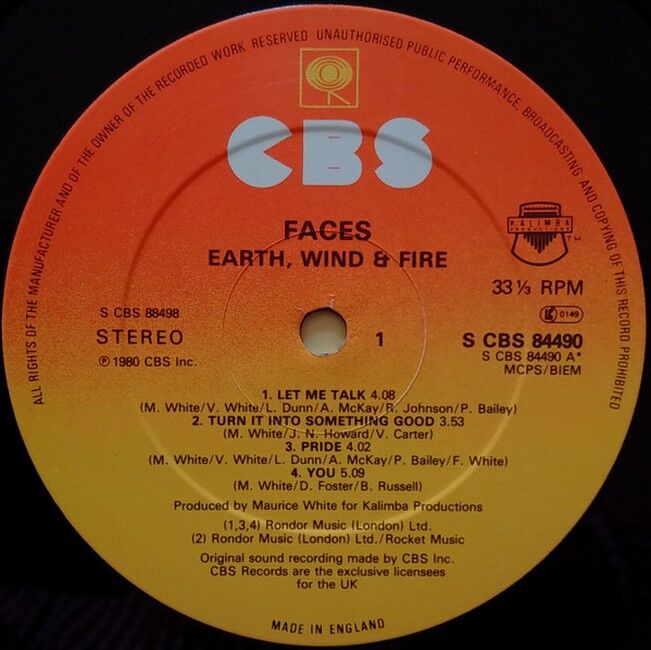 ALL RIGHTS OF THE MANUFACTURER AND OF THE OWNER OF THE RECORDED WORK RESERVED UNAUTHORISED PUBLIC PERFORMANCE, BROADCASTING AND COPYING OF THIS RECORD PROHIBITED
CBS
FACES
EARTH, WIND & FIRE
KALIMBA
PRODUCTIONS
TM
33⅓ RPM
LC 0149
S CBS 88498
STEREO
℗ 1980 CBS Inc.
1
S CBS 84490
S CBS 84490 A*
MCPS/BIEM
1. LET ME TALK 4.08
(M. White/V. White/L. Dunn/A. McKay/R. Johnson/P. Bailey)
2. TURN IT INTO SOMETHING GOOD 3.53
(M. White/J. N. Howard/V. Carter)
3. PRIDE 4.02
(M. White/V. White/L. Dunn/A. McKay/P. Bailey/F. White)
4. YOU 5.09
(M. White/D. Foster/B. Russell)
Produced by Maurice White for Kalimba Productions
(1,3,4) Rondor Music (London) Ltd.
(2) Rondor Music (London) Ltd./Rocket Music
Original sound recording made by CBS Inc.
CBS Records are the exclusive licensees
for the UK
MADE IN ENGLAND